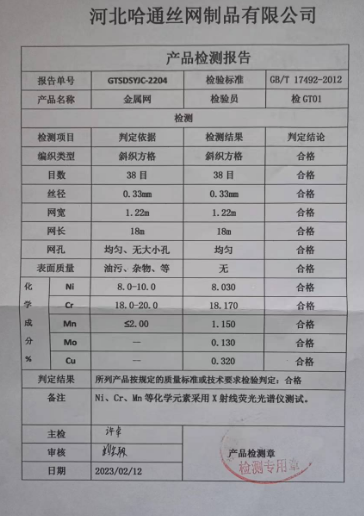 河北哈通丝网制品有限公司
产品检测报告
报告单号 GTSDSYJC-2204 检验标准 GB/T 17492-2012
产品名称 金属网 检验员 检 GT01
检测
检测项目 判定依据 检测结果 判定结论
编织类型 斜织方格 斜织方格 合格
目数 38 目 38 目 合格
丝径 0.33mm 0.33mm 合格
网宽 1.22m 1.22m 合格
网长 18m 18m 合格
网孔 均匀、无大小孔 均匀 合格
表面质量 油污、杂物、等 无 合格
化学成分%
Ni 8.0-10.0 8.030 合格
Cr 18.0-20.0 18.170 合格
Mn ≤2.00 1.150 合格
Mo — 0.130 合格
Cu — 0.320 合格
判定结果 所列产品按规定的质量标准或技术要求检验判定：合格
备注 Ni、Cr、Mn 等化学元素采用 X 射线荧光光谱仪测试。
主检
审核 产品检测章
日期 2023/02/12
检测专用章